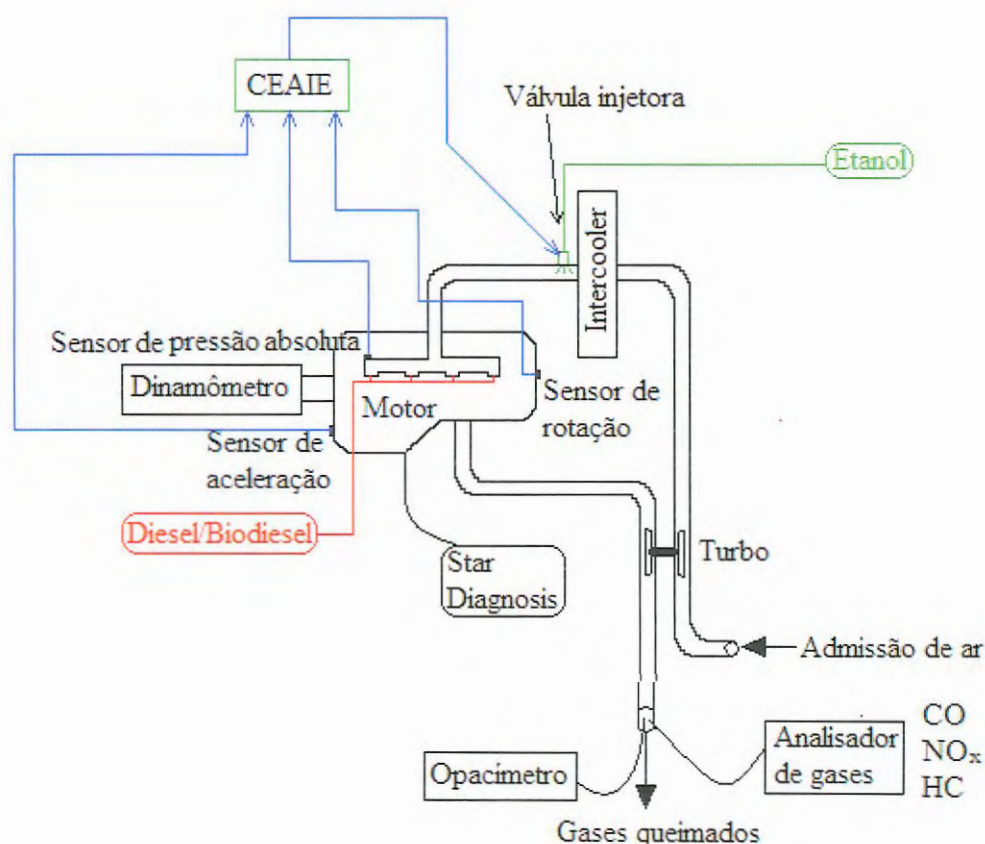 CEAIE
Válvula injetora
Etanol
Intercooler
Sensor de pressão absoluta
Dinamômetro
Motor
Sensor de
rotação
Sensor de
aceleração
Diesel/Biodiesel
Star
Diagnosis
Turbo
Admissão de ar
CO
NOx
HC
Analisador
de gases
Opacímetro
Gases queimados